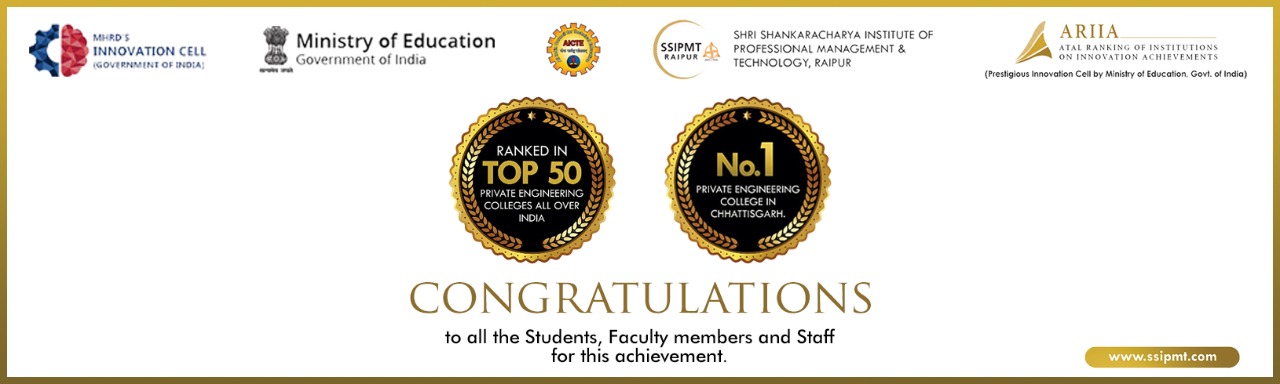 MHRD'S
INNOVATION CELL
(GOVERNMENT OF INDIA)
Ministry of Education
Government of India
AICTE
SSIPMT
RAIPUR
SHRI SHANKARACHARYA INSTITUTE OF
PROFESSIONAL MANAGEMENT &
TECHNOLOGY, RAIPUR
ARIIA
ATAL RANKING OF INSTITUTIONS
ON INNOVATION ACHIEVEMENTS
(Prestigious Innovation Cell by Ministry of Education, Govt. of India)
RANKED IN
TOP 50
PRIVATE ENGINEERING
COLLEGES ALL OVER
INDIA
No.1
PRIVATE ENGINEERING
COLLEGE IN
CHHATTISGARH.
CONGRATULATIONS
to all the Students, Faculty members and Staff
for this achievement.
www.ssipmt.com